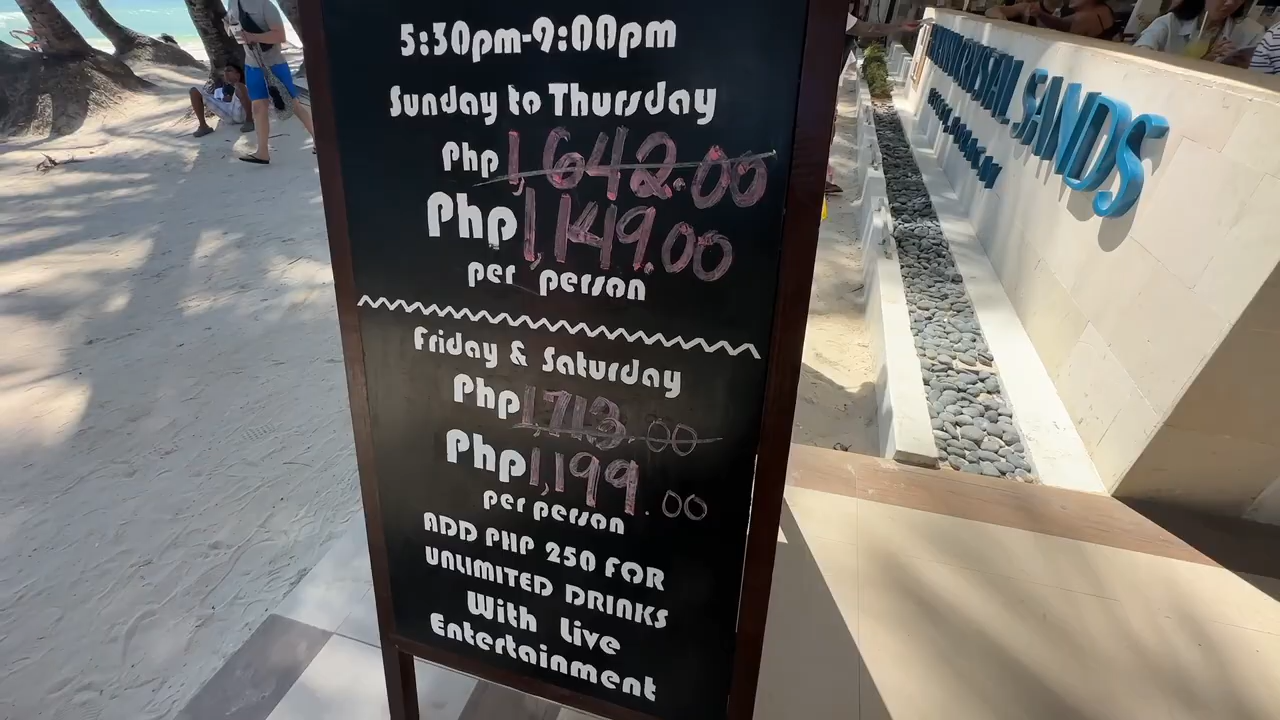 5:30pm-9:00pm
Sunday to Thursday
Php 1,642.00
Php 1,149.00
per person
Friday & Saturday
Php 1,713.00
Php 1,199.00
per person
ADD PHP 250 FOR
UNLIMITED DRINKS
With Live
Entertainment
SANDS